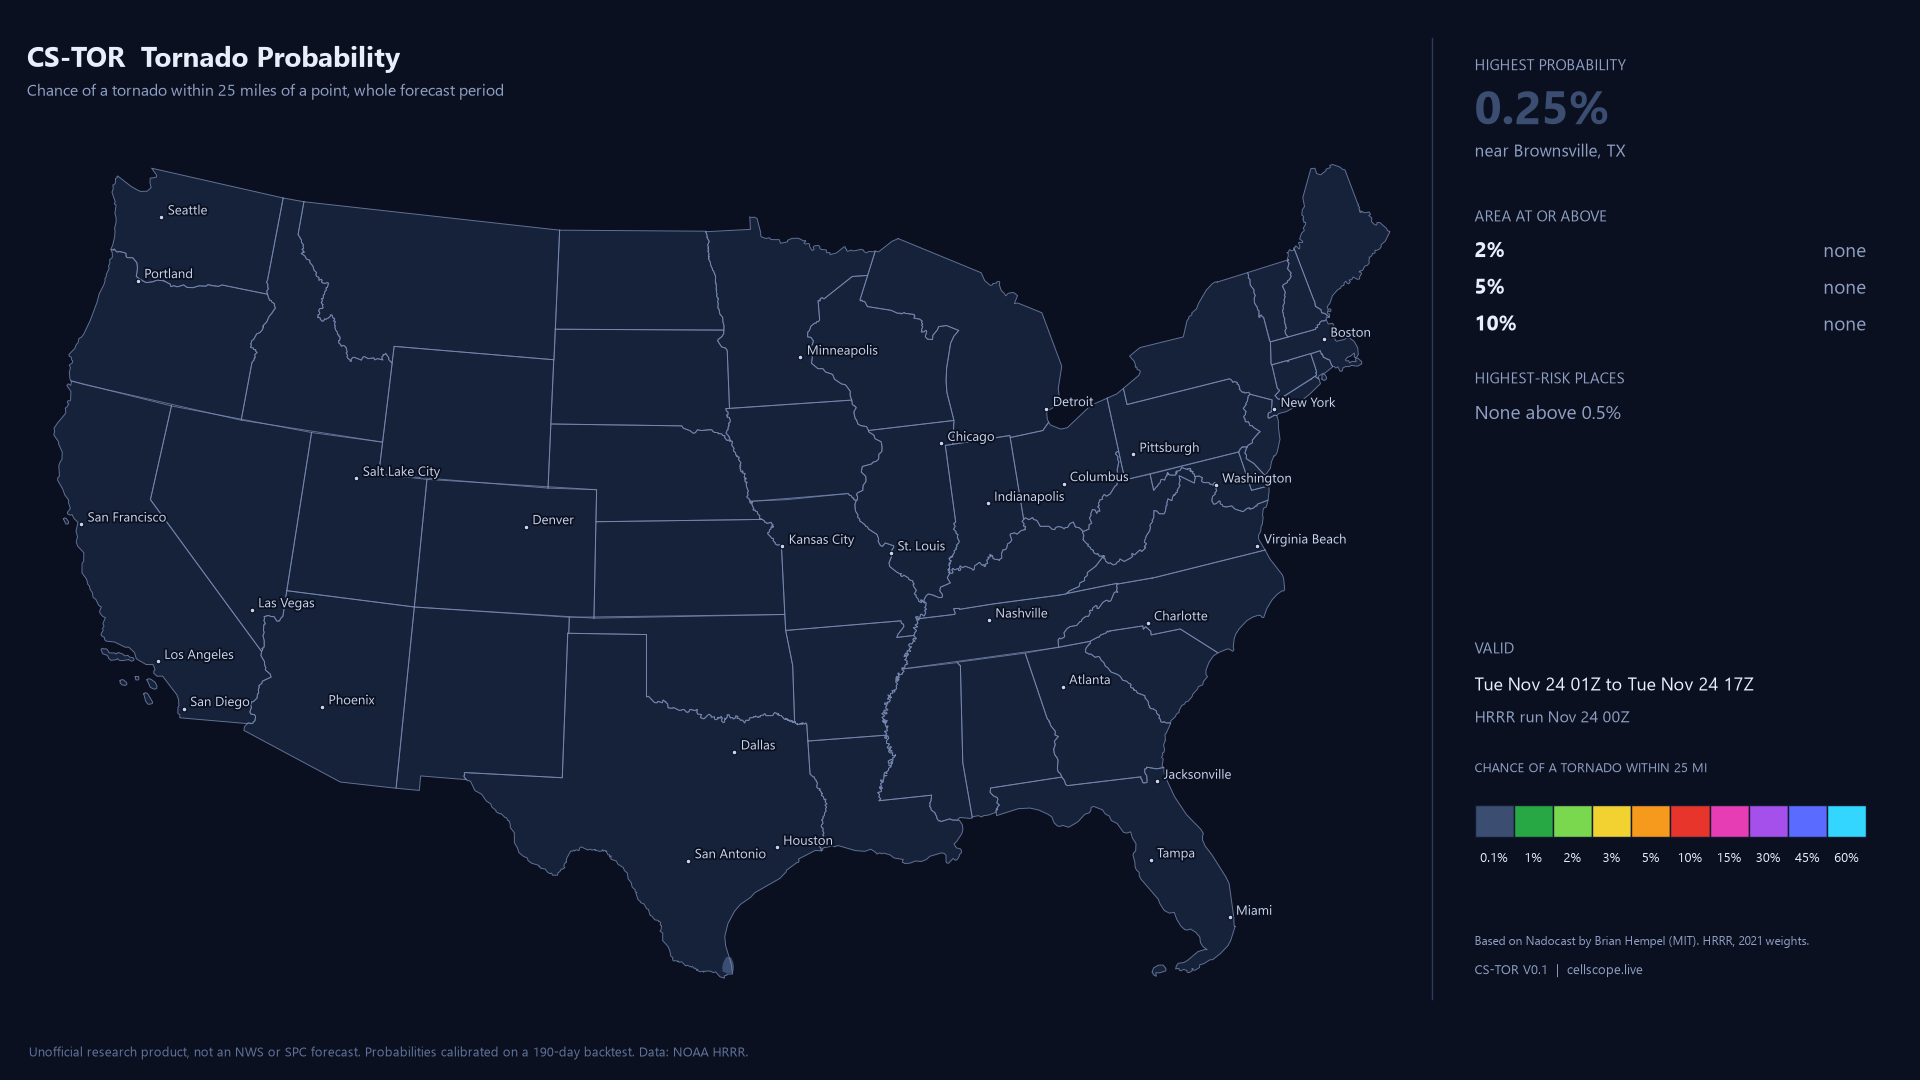 CS-TOR Tornado Probability
Chance of a tornado within 25 miles of a point, whole forecast period
Seattle
Portland
Minneapolis
Boston
Detroit
New York
Chicago
Pittsburgh
Salt Lake City
Columbus
Washington
Indianapolis
San Francisco
Denver
Kansas City
St. Louis
Virginia Beach
Las Vegas
Nashville
Charlotte
Los Angeles
Atlanta
San Diego
Phoenix
Dallas
Jacksonville
Houston
San Antonio
Tampa
Miami
HIGHEST PROBABILITY
0.25%
near Brownsville, TX
AREA AT OR ABOVE
2% none
5% none
10% none
HIGHEST-RISK PLACES
None above 0.5%
VALID
Tue Nov 24 01Z to Tue Nov 24 17Z
HRRR run Nov 24 00Z
CHANCE OF A TORNADO WITHIN 25 MI
0.1% 1% 2% 3% 5% 10% 15% 30% 45% 60%
Based on Nadocast by Brian Hempel (MIT). HRRR, 2021 weights.
CS-TOR V0.1 | cellscope.live
Unofficial research product, not an NWS or SPC forecast. Probabilities calibrated on a 190-day backtest. Data: NOAA HRRR.